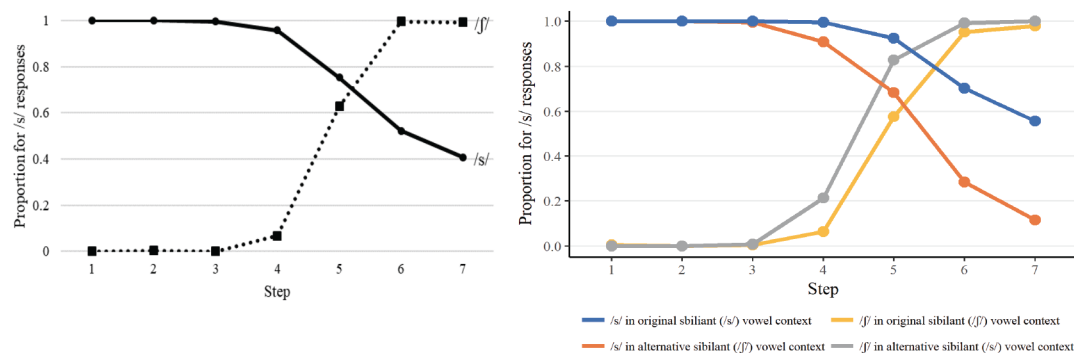 Proportion for /s/ responses
1
0.8
0.6
0.4
0.2
0
1 2 3 4 5 6 7
Step
/ʃ/
/s/
Proportion for /s/ responses
1.0
0.8
0.6
0.4
0.2
0.0
1 2 3 4 5 6 7
Step
/s/ in original sbiliant (/s/) vowel context
/ʃ/ in original sibilant (/ʃ/) vowel context
/s/ in alternative sibilant (/ʃ/) vowel context
/ʃ/ in alternative sibilant (/s/) vowel context